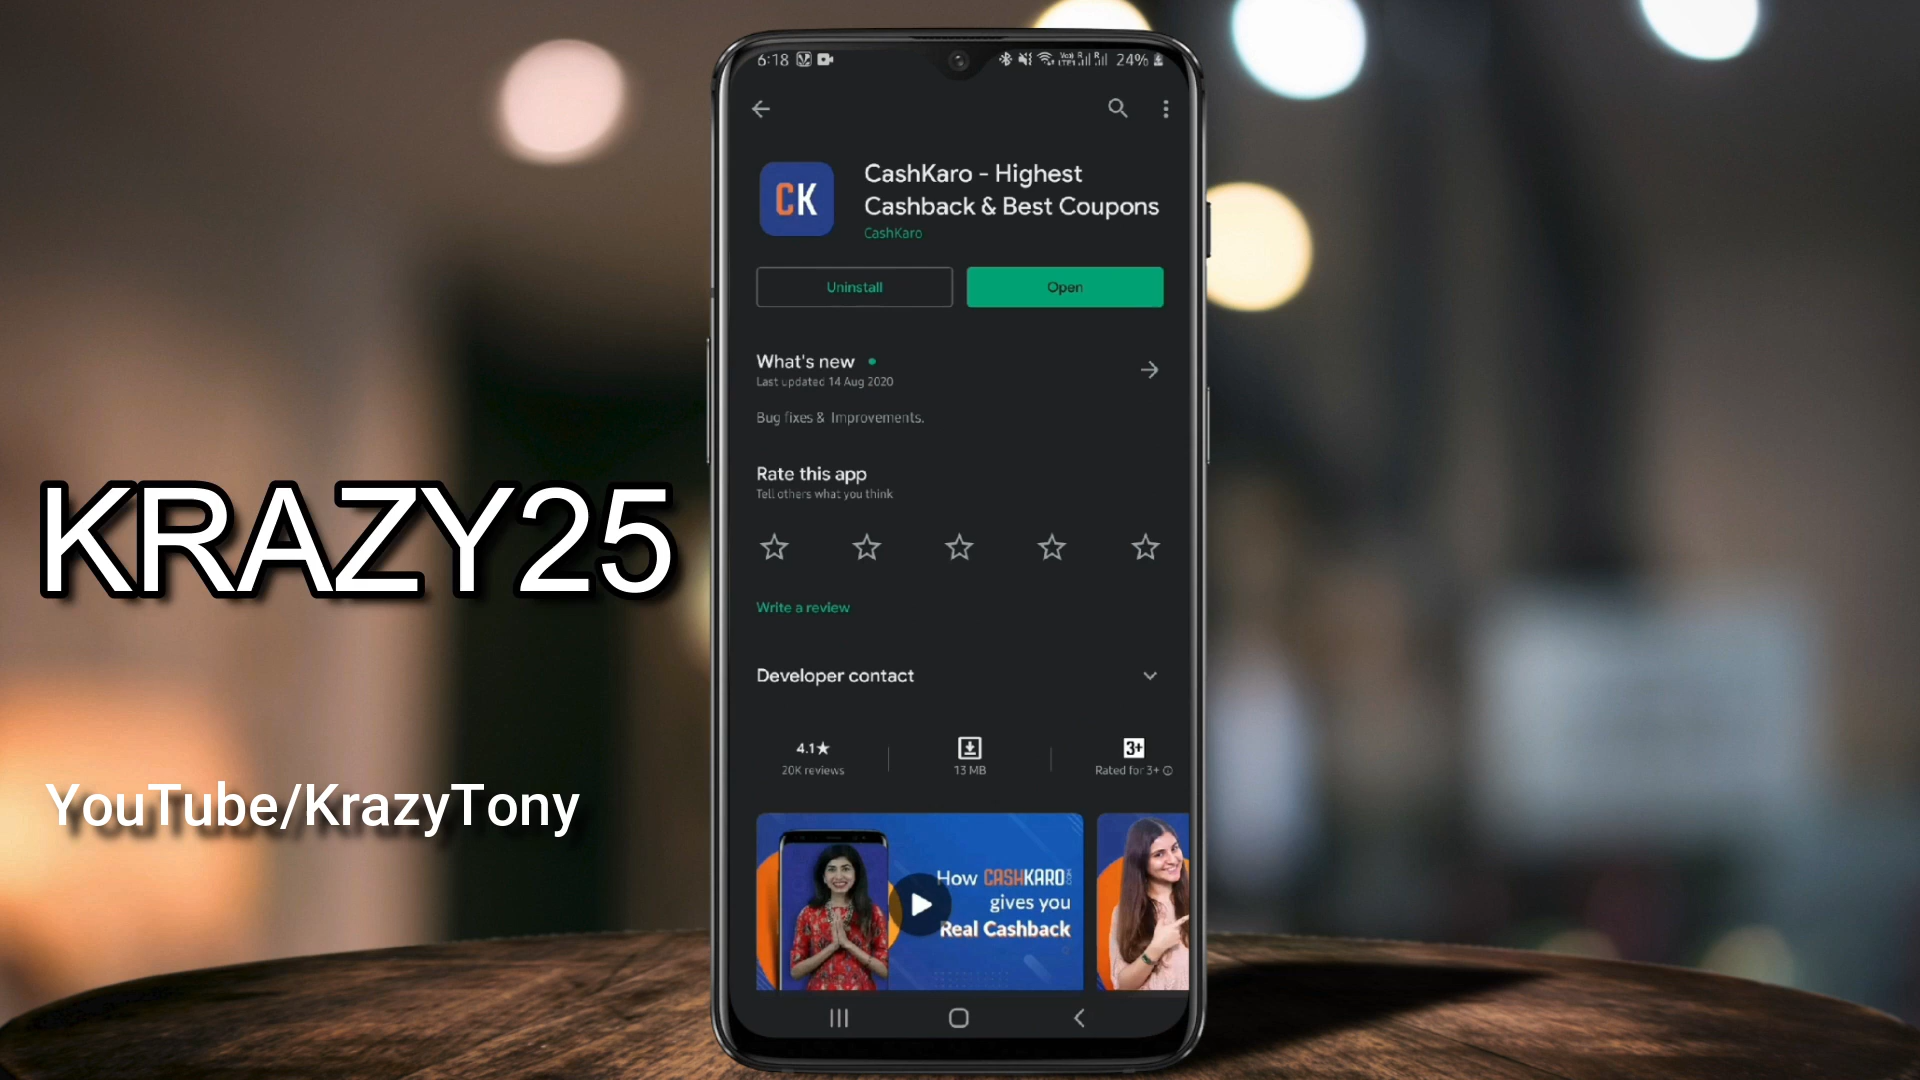 6:18
24%
CK
CashKaro - Highest
Cashback & Best Coupons
CashKaro
Uninstall
Open
What's new
Last updated 14 Aug 2020
Bug fixes & Improvements.
Rate this app
Tell others what you think
Write a review
Developer contact
4.1★
20K reviews
13 MB
3+
Rated for 3+
How CASHKARO
gives you
Real Cashback
KRAZY25
YouTube/KrazyTony